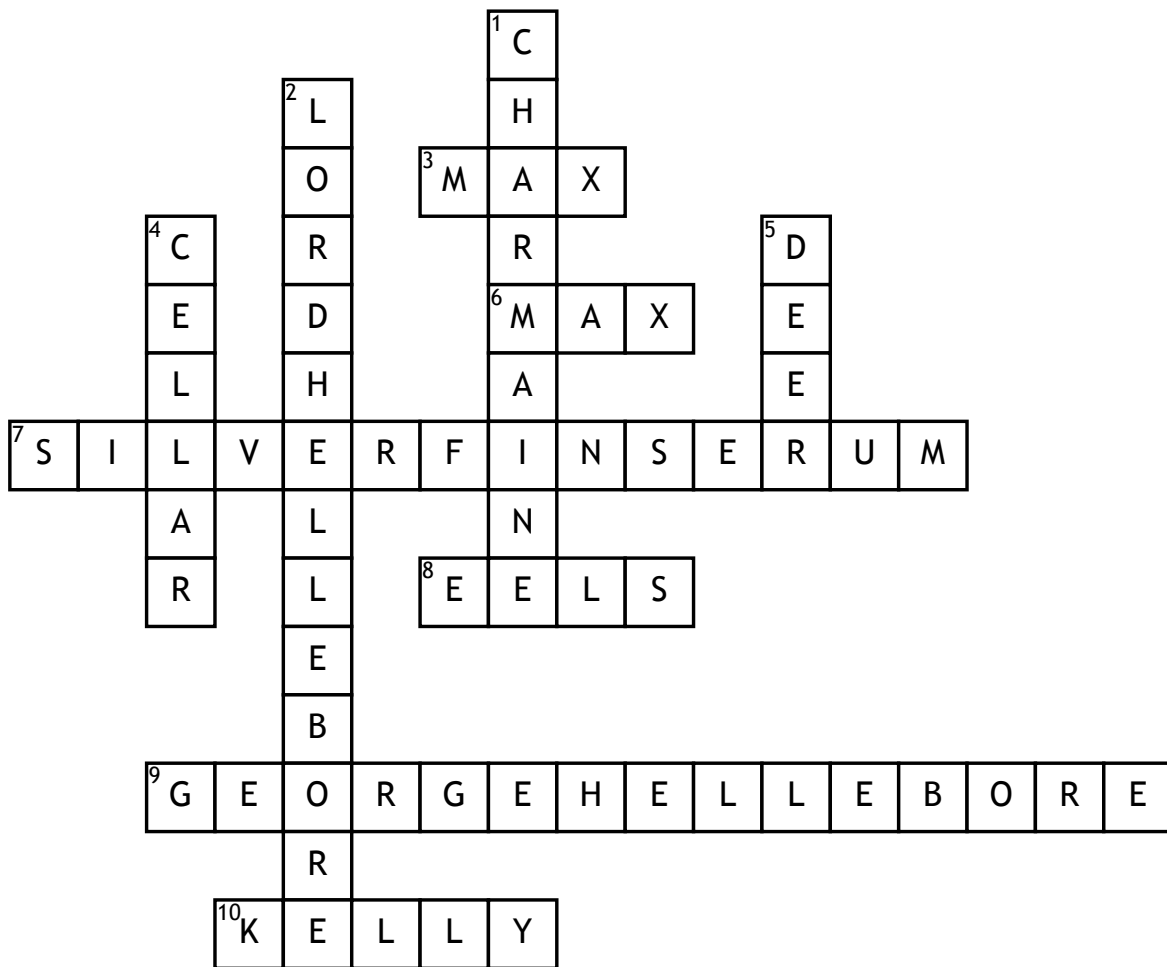 1 C
2 L H
O 3 M A X
4 C R R 5 D
E D 6 M A X E
L H A E
7 S I L V E R F I N S E R U M
A L N
R L 8 E E L S
E
B
9 G E O R G E H E L L E B O R E
R
10 K E L L Y